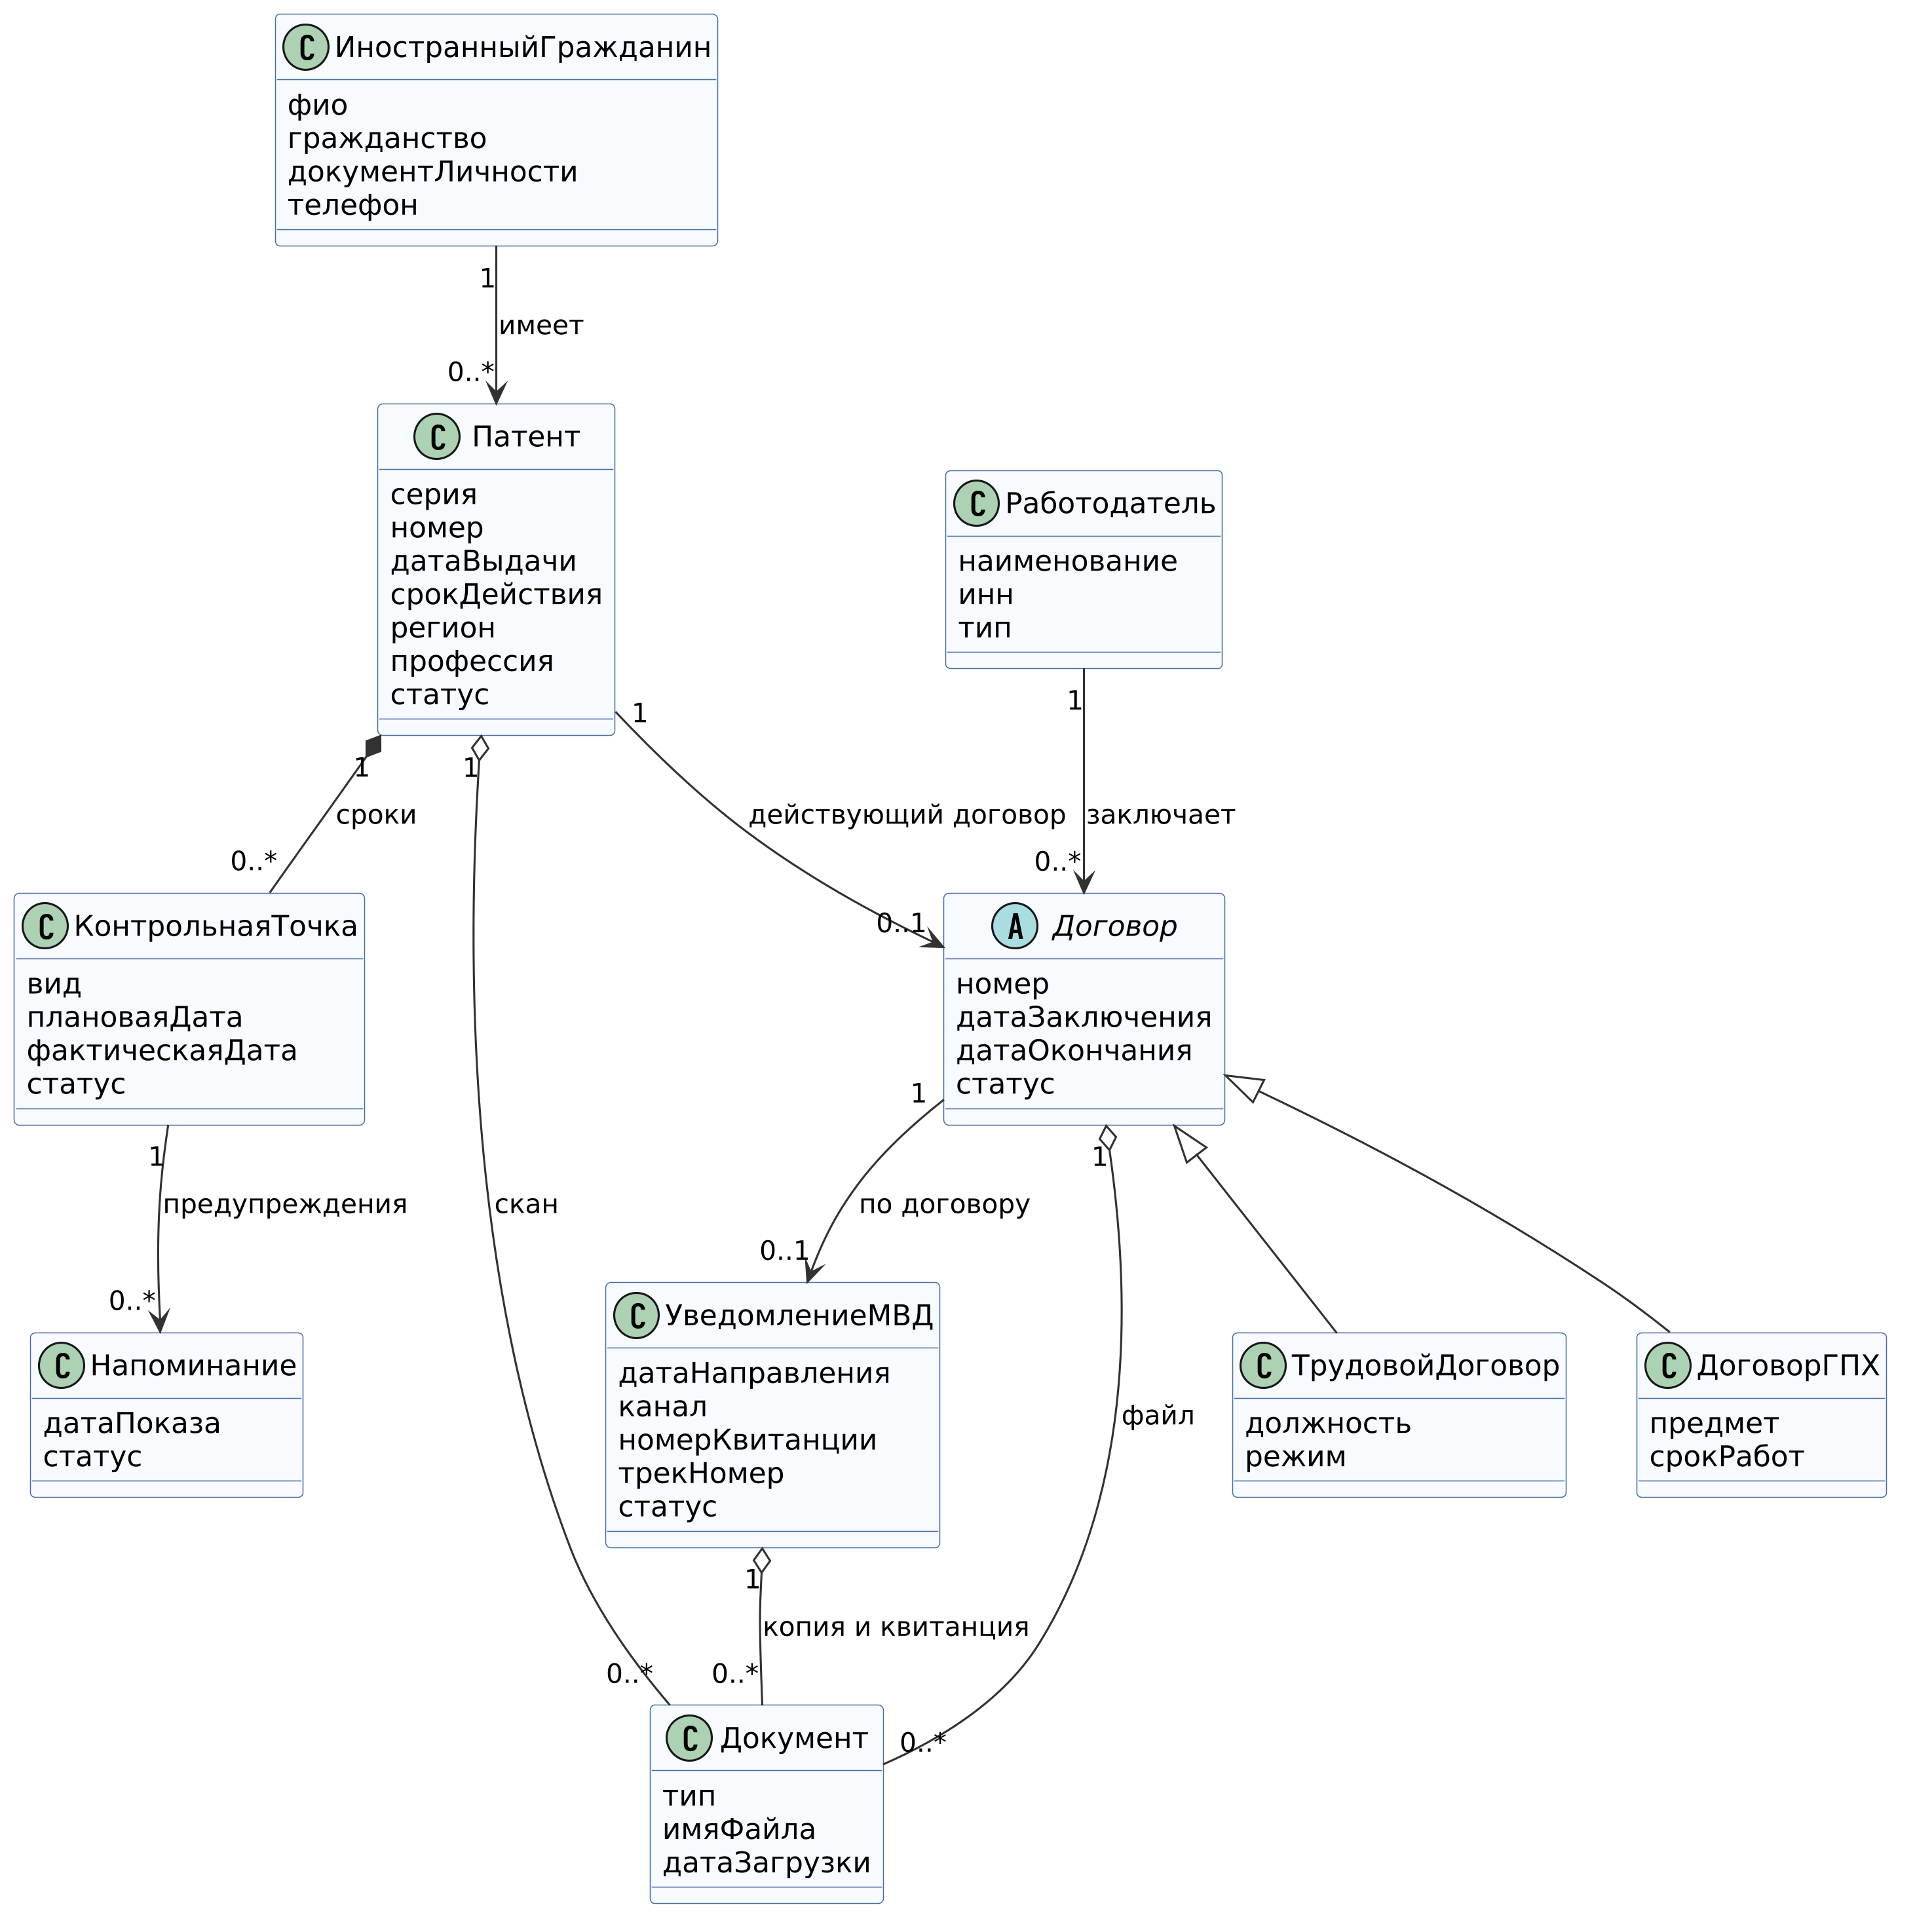 C ИностранныйГражданин
фио
гражданство
документЛичности
телефон
1
имеет
0..*
C Патент
серия
номер
датаВыдачи
срокДействия
регион
профессия
статус
C Работодатель
наименование
инн
тип
1
1
1
1
сроки
действующий договор
заключает
0..*
0..1
0..*
C КонтрольнаяТочка
вид
плановаяДата
фактическаяДата
статус
A Договор
номер
датаЗаключения
датаОкончания
статус
1
1
1
предупреждения
скан
по договору
файл
0..*
0..1
C Напоминание
датаПоказа
статус
C УведомлениеМВД
датаНаправления
канал
номерКвитанции
трекНомер
статус
C ТрудовойДоговор
должность
режим
C ДоговорГПХ
предмет
срокРабот
1
копия и квитанция
0..*
0..*
0..*
C Документ
тип
имяФайла
датаЗагрузки